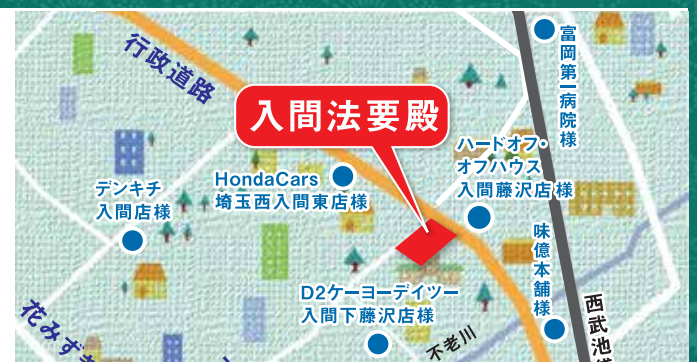 行政道路
富岡第一病院様
入間法要殿
ハードオフ・
オフハウス
入間藤沢店様
HondaCars
埼玉西入間東店様
デンキチ
入間店様
味億本舗様
D2ケーヨーデイツー
入間下藤沢店様
西武池
花みず
不老川